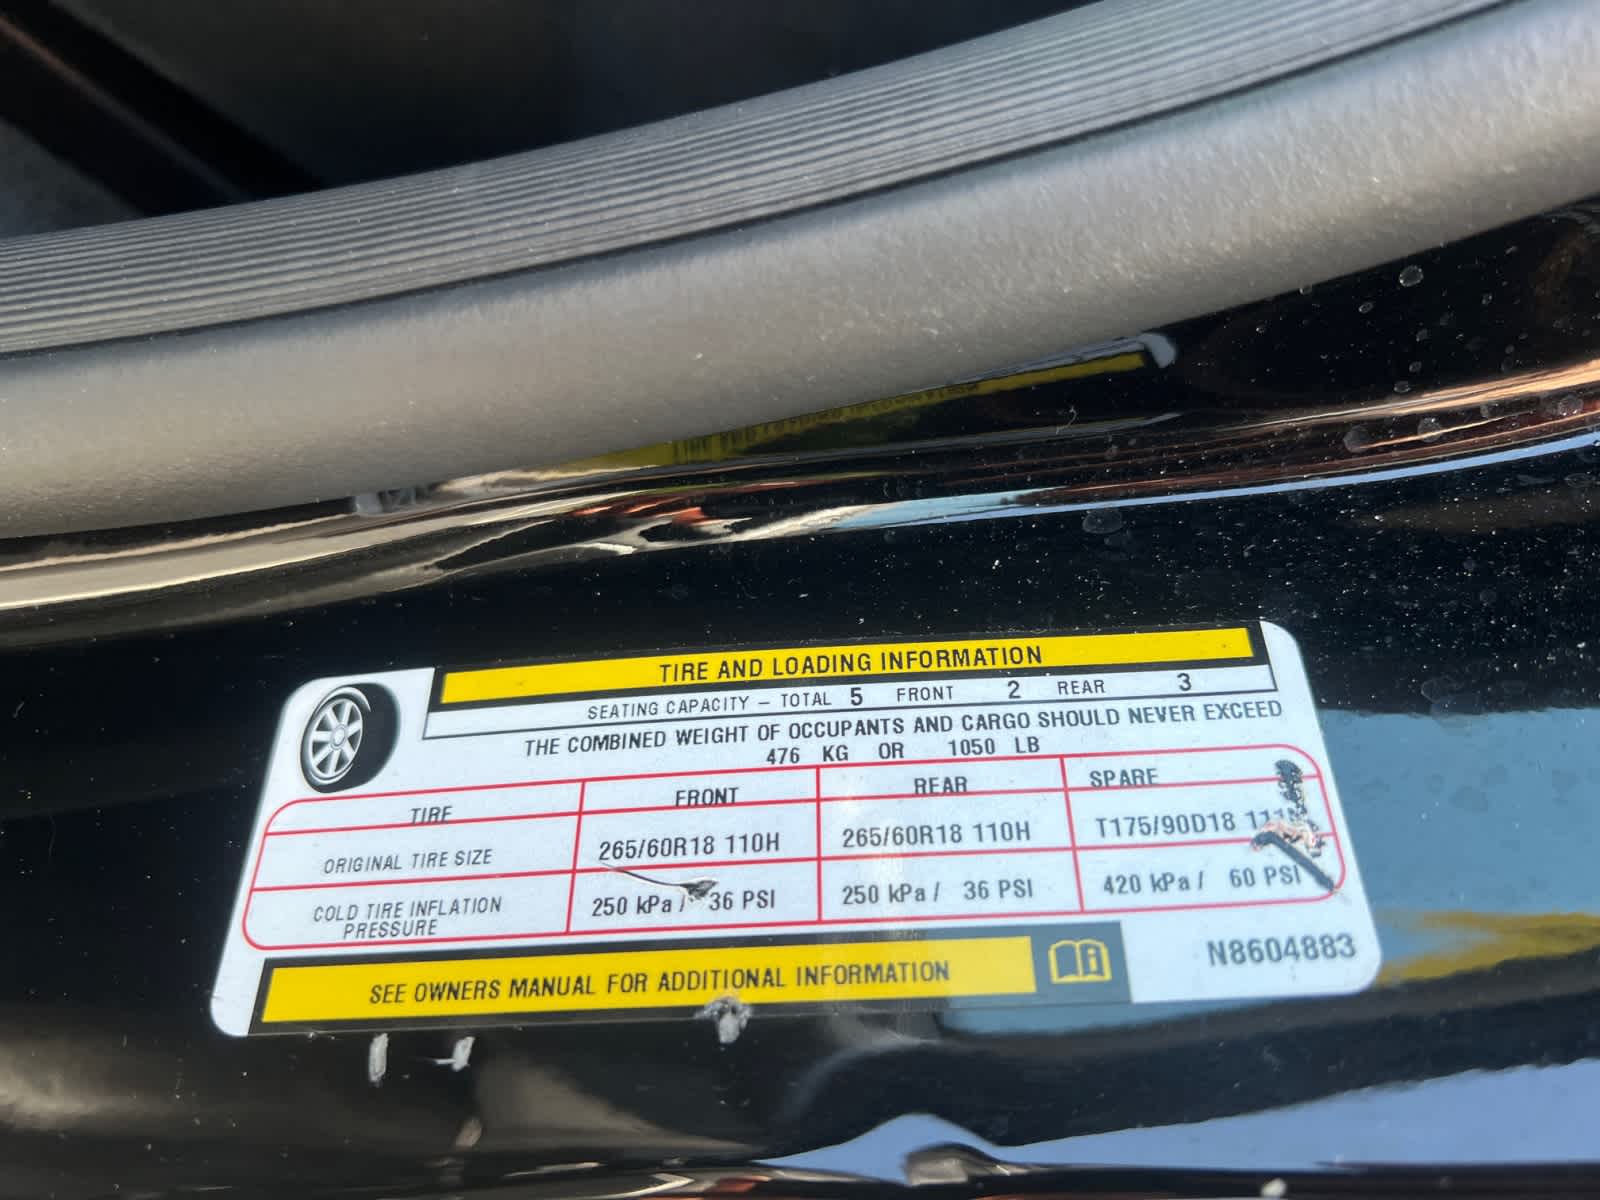 TIRE AND LOADING INFORMATION
SEATING CAPACITY – TOTAL 5 FRONT 2 REAR 3
THE COMBINED WEIGHT OF OCCUPANTS AND CARGO SHOULD NEVER EXCEED
476 KG OR 1050 LB
TIRE FRONT REAR SPARE
ORIGINAL TIRE SIZE 265/60R18 110H 265/60R18 110H T175/90D18
COLD TIRE INFLATION PRESSURE 250 kPa / 36 PSI 250 kPa / 36 PSI 420 kPa / 60 PSI
SEE OWNERS MANUAL FOR ADDITIONAL INFORMATION
N8604883